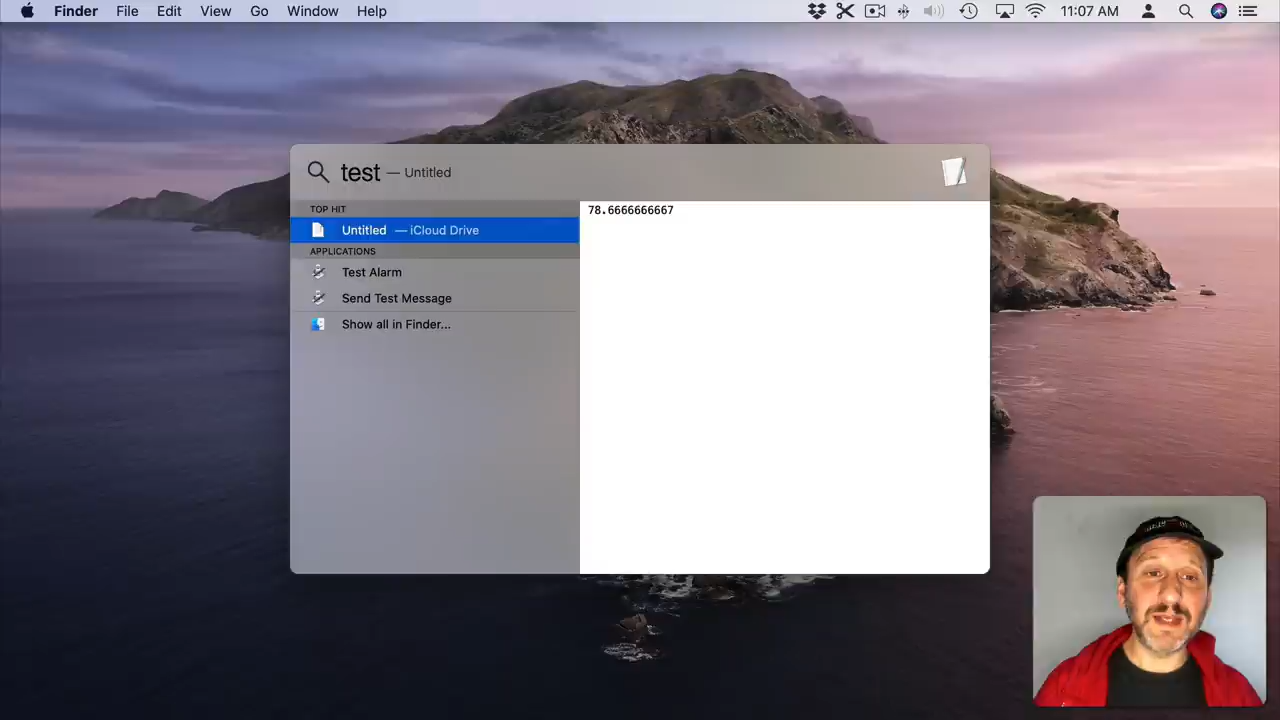 Finder File Edit View Go Window Help 11:07 AM
test — Untitled
TOP HIT
Untitled — iCloud Drive
78.6666666667
APPLICATIONS
Test Alarm
Send Test Message
Show all in Finder...